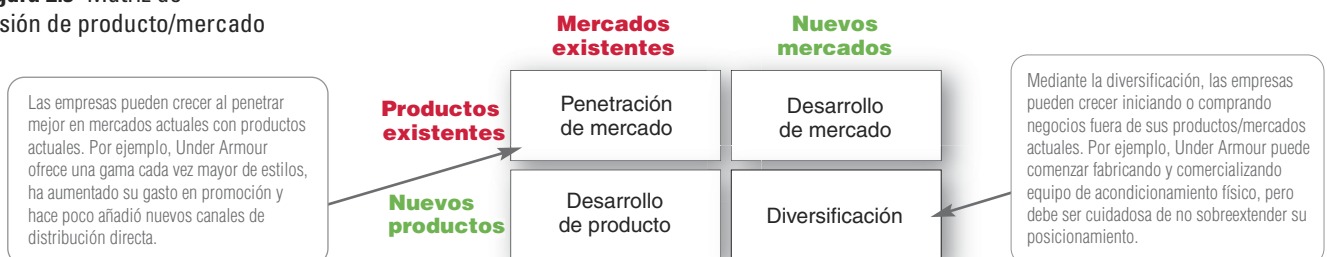 Figura 2.3 Matriz de
sión de producto/mercado
Mercados
existentes
Nuevos
mercados
Las empresas pueden crecer al penetrar
mejor en mercados actuales con productos
actuales. Por ejemplo, Under Armour
ofrece una gama cada vez mayor de estilos,
ha aumentado su gasto en promoción y
hace poco añadió nuevos canales de
distribución directa.
Productos
existentes
Penetración
de mercado
Desarrollo
de mercado
Nuevos
productos
Desarrollo
de producto
Diversificación
Mediante la diversificación, las empresas
pueden crecer iniciando o comprando
negocios fuera de sus productos/mercados
actuales. Por ejemplo, Under Armour puede
comenzar fabricando y comercializando
equipo de acondicionamiento físico, pero
debe ser cuidadosa de no sobreextender su
posicionamiento.